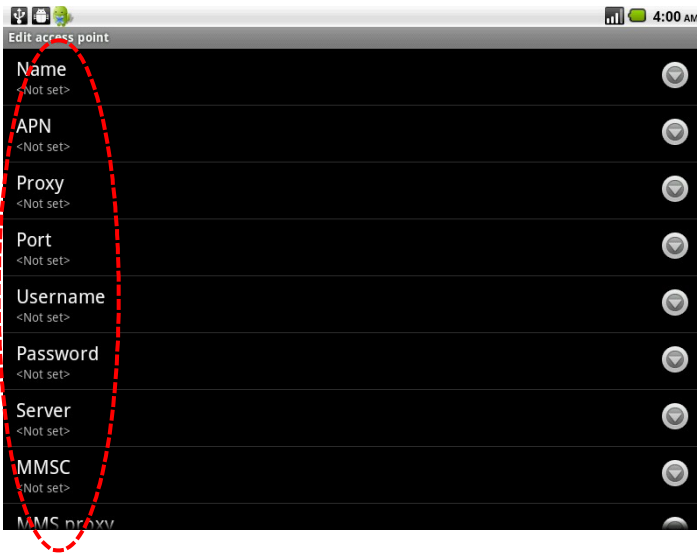 4:00 AM
Edit access point
Name
<Not set>
APN
<Not set>
Proxy
<Not set>
Port
<Not set>
Username
<Not set>
Password
<Not set>
Server
<Not set>
MMSC
<Not set>
MMS proxy